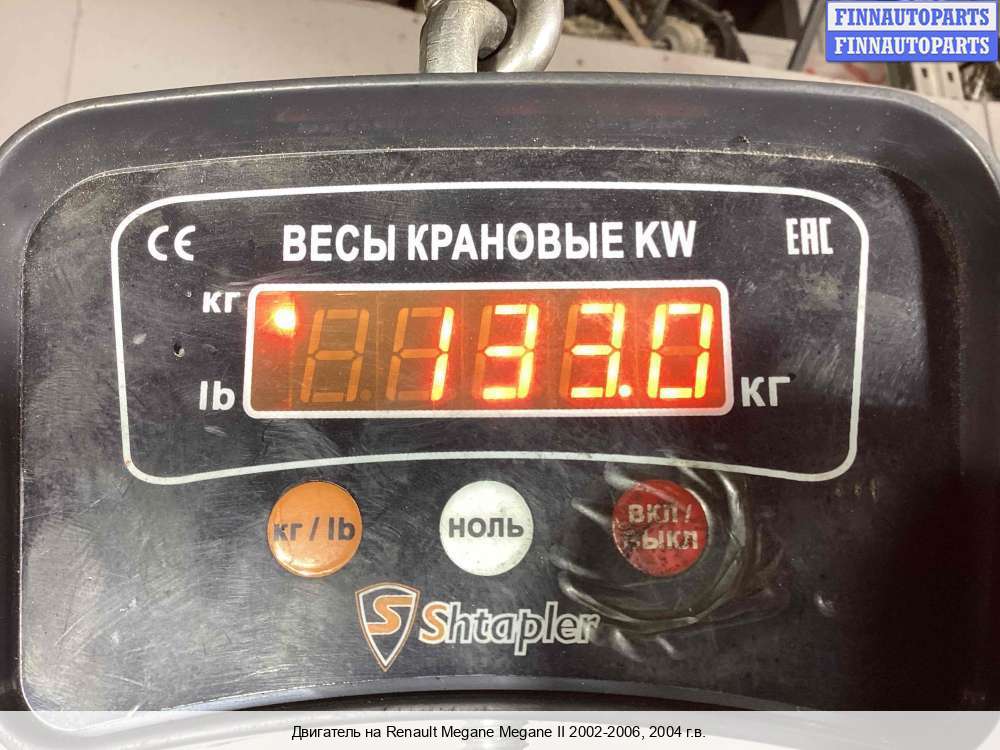 FINNAUTOPARTS
FINNAUTOPARTS
CE ВЕСЫ КРАНОВЫЕ KW EAC
кг
133.0
lb КГ
кг / lb НОЛЬ ВКЛ /
ВЫКЛ
S Shtapler
Двигатель на Renault Megane Megane II 2002-2006, 2004 г.в.